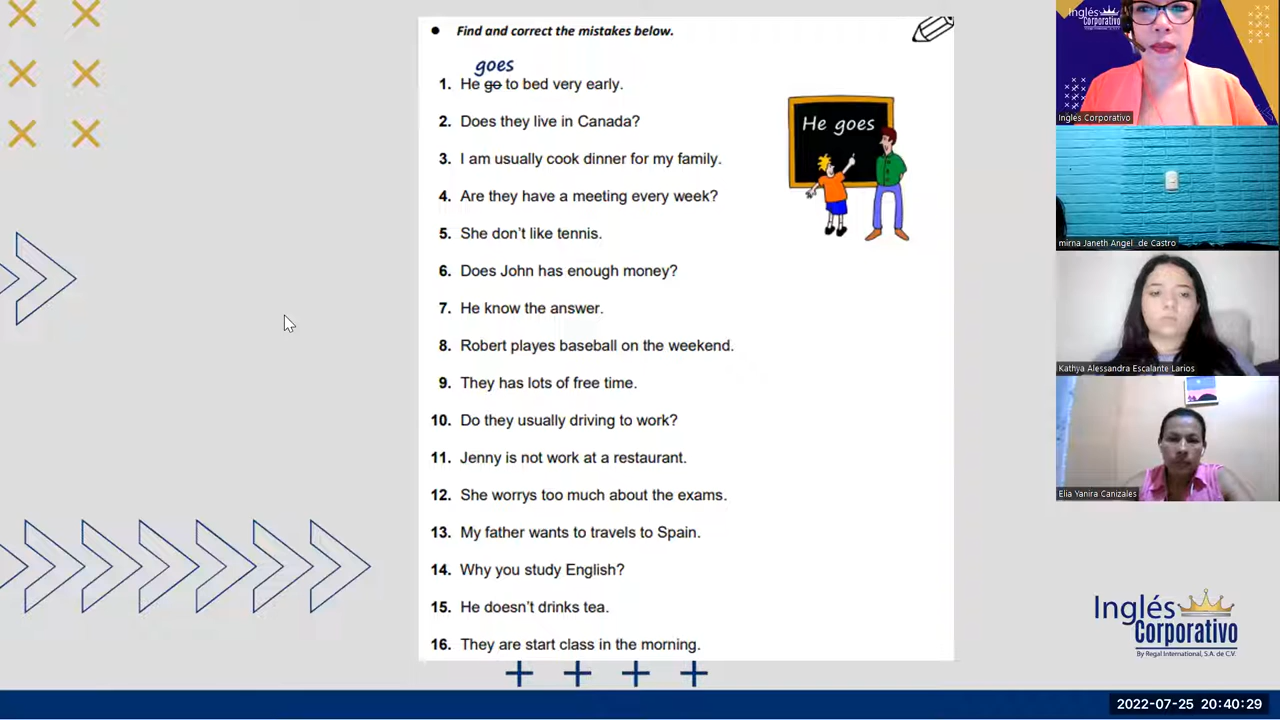 Find and correct the mistakes below.
goes
1. He go to bed very early.
2. Does they live in Canada?
3. I am usually cook dinner for my family.
4. Are they have a meeting every week?
5. She don't like tennis.
6. Does John has enough money?
7. He know the answer.
8. Robert playes baseball on the weekend.
9. They has lots of free time.
10. Do they usually driving to work?
11. Jenny is not work at a restaurant.
12. She worrys too much about the exams.
13. My father wants to travels to Spain.
14. Why you study English?
15. He doesn't drinks tea.
16. They are start class in the morning.
He goes
Inglés
Corporativo
Ingles Corporativo
mirna Janeth Angel de Castro
Kathya Alessandra Escalante Larios
Elia Yanira Canizales
Inglés
Corporativo
By Regal International, S.A. de C.V.
2022-07-25 20:40:29